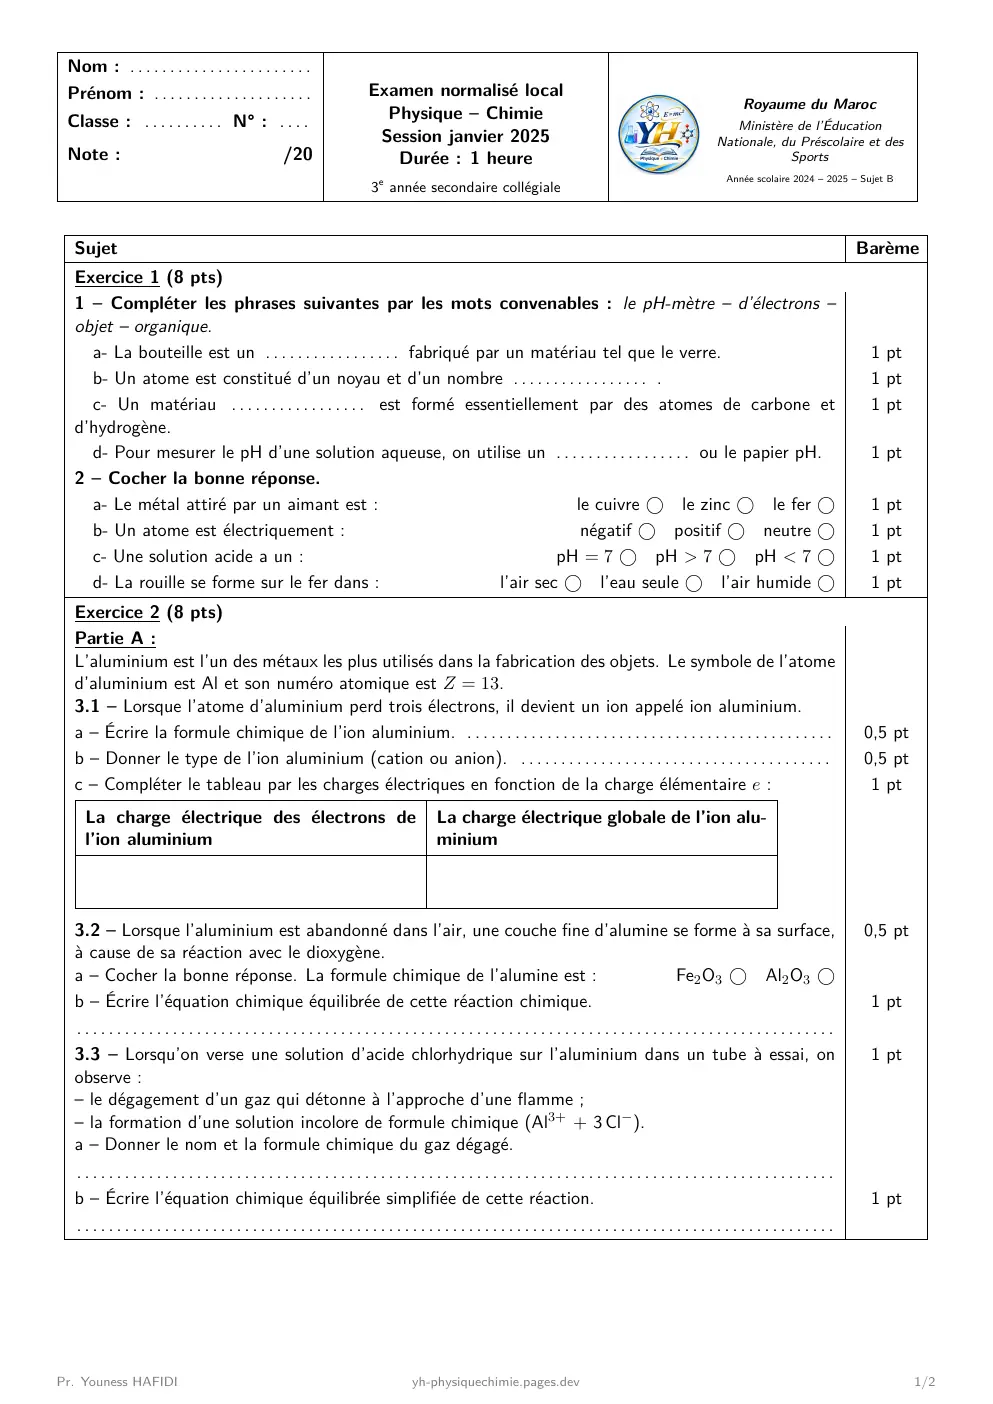 Nom : .......................
Prénom : ....................
Classe : .......... N° : ....
Note : /20
Examen normalisé local
Physique – Chimie
Session janvier 2025
Durée : 1 heure
3e année secondaire collégiale
E=mc²
YH
Physique - Chimie
Royaume du Maroc
Ministère de l'Éducation
Nationale, du Préscolaire et des
Sports
Année scolaire 2024 – 2025 – Sujet B
Sujet Barème
Exercice 1 (8 pts)
1 – Compléter les phrases suivantes par les mots convenables : le pH-mètre – d'électrons –
objet – organique.
a- La bouteille est un ................. fabriqué par un matériau tel que le verre. 1 pt
b- Un atome est constitué d'un noyau et d'un nombre ................. . 1 pt
c- Un matériau ................. est formé essentiellement par des atomes de carbone et 1 pt
d'hydrogène.
d- Pour mesurer le pH d'une solution aqueuse, on utilise un ................. ou le papier pH. 1 pt
2 – Cocher la bonne réponse.
a- Le métal attiré par un aimant est : le cuivre ○ le zinc ○ le fer ○ 1 pt
b- Un atome est électriquement : négatif ○ positif ○ neutre ○ 1 pt
c- Une solution acide a un : pH = 7 ○ pH > 7 ○ pH < 7 ○ 1 pt
d- La rouille se forme sur le fer dans : l'air sec ○ l'eau seule ○ l'air humide ○ 1 pt
Exercice 2 (8 pts)
Partie A :
L'aluminium est l'un des métaux les plus utilisés dans la fabrication des objets. Le symbole de l'atome
d'aluminium est Al et son numéro atomique est Z = 13.
3.1 – Lorsque l'atome d'aluminium perd trois électrons, il devient un ion appelé ion aluminium.
a – Écrire la formule chimique de l'ion aluminium. .............................................. 0,5 pt
b – Donner le type de l'ion aluminium (cation ou anion). ....................................... 0,5 pt
c – Compléter le tableau par les charges électriques en fonction de la charge élémentaire e : 1 pt
La charge électrique des électrons de
l'ion aluminium
La charge électrique globale de l'ion alu-
minium
3.2 – Lorsque l'aluminium est abandonné dans l'air, une couche fine d'alumine se forme à sa surface, 0,5 pt
à cause de sa réaction avec le dioxygène.
a – Cocher la bonne réponse. La formule chimique de l'alumine est : Fe₂O₃ ○ Al₂O₃ ○
b – Écrire l'équation chimique équilibrée de cette réaction chimique. 1 pt
...............................................................................................
3.3 – Lorsqu'on verse une solution d'acide chlorhydrique sur l'aluminium dans un tube à essai, on 1 pt
observe :
– le dégagement d'un gaz qui détonne à l'approche d'une flamme ;
– la formation d'une solution incolore de formule chimique (Al³⁺ + 3 Cl⁻).
a – Donner le nom et la formule chimique du gaz dégagé.
...............................................................................................
b – Écrire l'équation chimique équilibrée simplifiée de cette réaction. 1 pt
...............................................................................................
Pr. Youness HAFIDI yh-physiquechimie.pages.dev 1/2